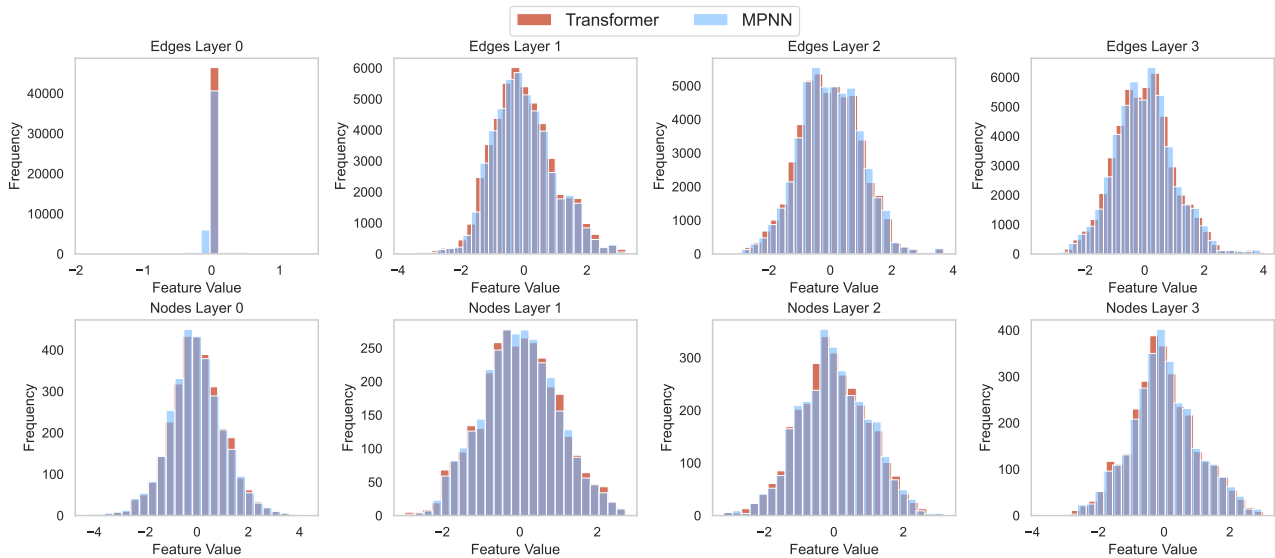 Transformer MPNN
Edges Layer 0
Edges Layer 1
Edges Layer 2
Edges Layer 3
Frequency
40000
30000
20000
10000
0
−2 −1 0 1
Feature Value
Frequency
6000
5000
4000
3000
2000
1000
0
−4 −2 0 2
Feature Value
Frequency
5000
4000
3000
2000
1000
0
−2 0 2 4
Feature Value
Frequency
6000
5000
4000
3000
2000
1000
0
−2 0 2 4
Feature Value
Nodes Layer 0
Nodes Layer 1
Nodes Layer 2
Nodes Layer 3
Frequency
400
300
200
100
0
−4 −2 0 2 4
Feature Value
Frequency
250
200
150
100
50
0
−2 0 2
Feature Value
Frequency
300
200
100
0
−2 0 2
Feature Value
Frequency
400
300
200
100
0
−4 −2 0 2
Feature Value